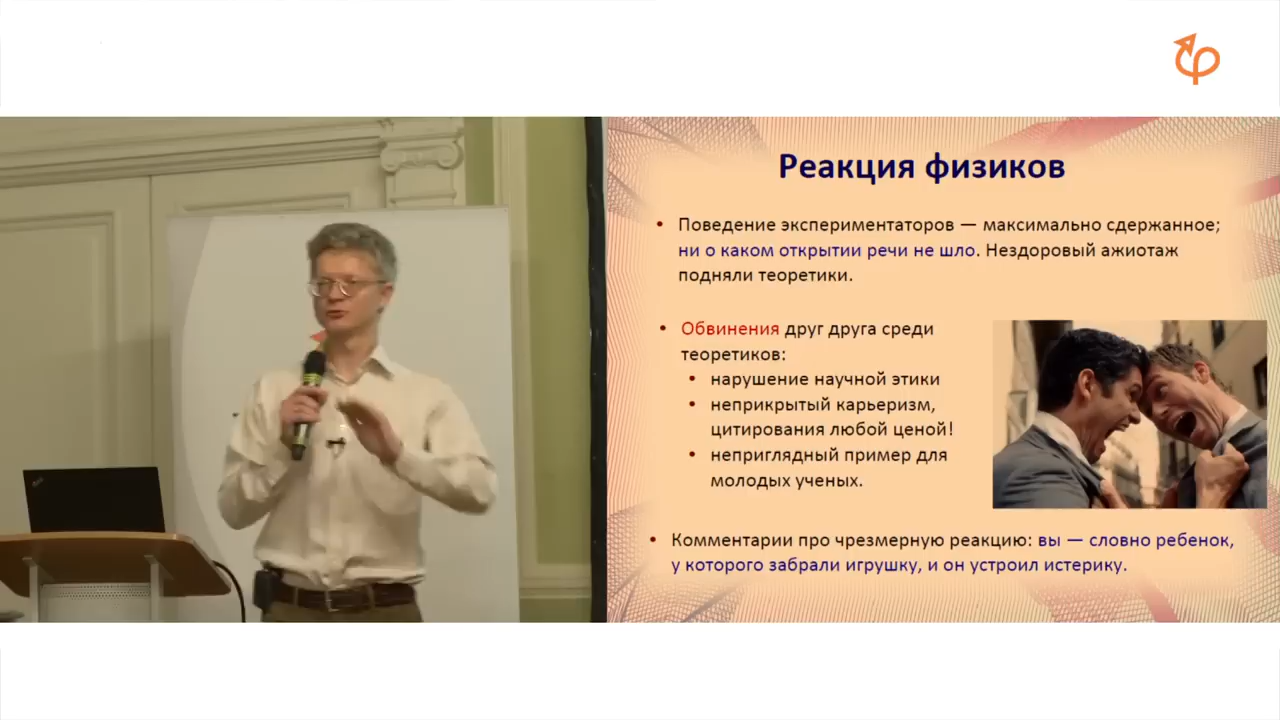 Реакция физиков
• Поведение экспериментаторов — максимально сдержанное;
ни о каком открытии речи не шло. Нездоровый ажиотаж
подняли теоретики.
• Обвинения друг друга среди
теоретиков:
• нарушение научной этики
• неприкрытый карьеризм,
цитирования любой ценой!
• неприглядный пример для
молодых ученых.
• Комментарии про чрезмерную реакцию: вы — словно ребенок,
у которого забрали игрушку, и он устроил истерику.